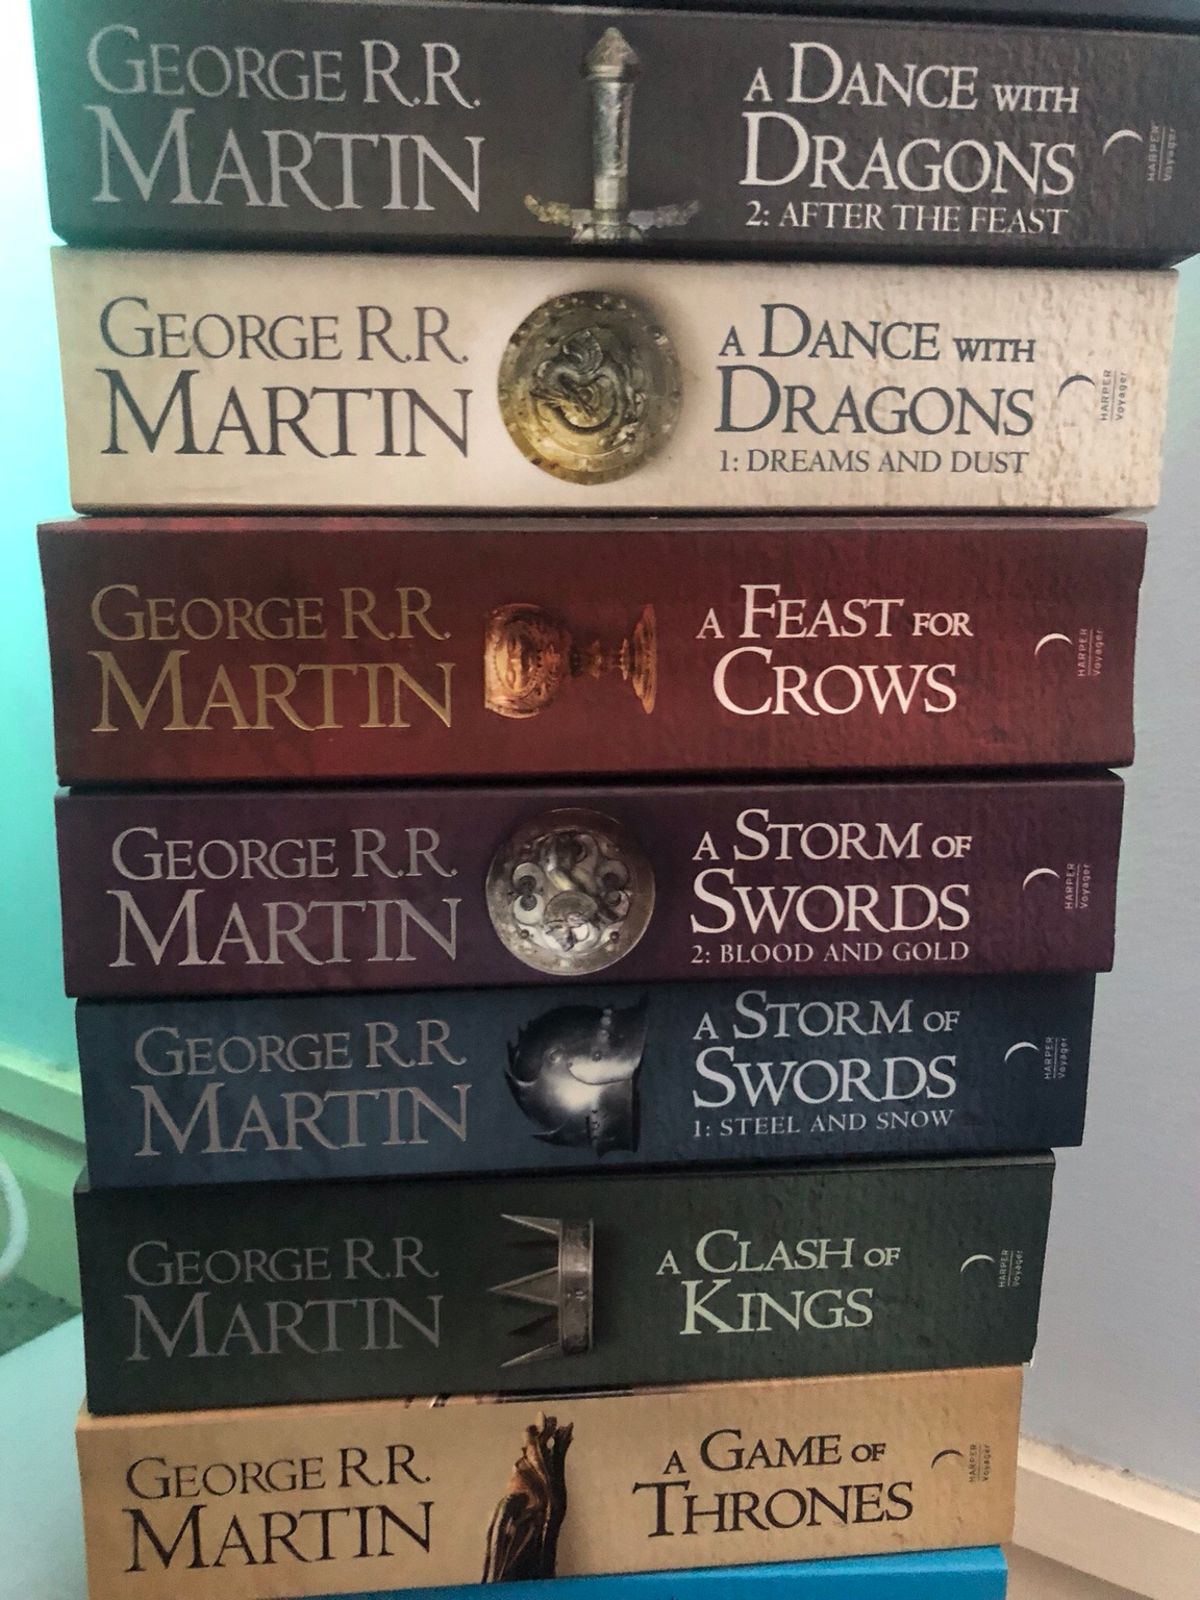 GEORGE R.R.
MARTIN
A DANCE WITH
DRAGONS
2: AFTER THE FEAST
HARPER
Voyager
GEORGE R.R.
MARTIN
A DANCE WITH
DRAGONS
1: DREAMS AND DUST
HARPER
Voyager
GEORGE R.R.
MARTIN
A FEAST FOR
CROWS
HARPER
Voyager
GEORGE R.R.
MARTIN
A STORM OF
SWORDS
2: BLOOD AND GOLD
HARPER
Voyager
GEORGE R.R.
MARTIN
A STORM OF
SWORDS
1: STEEL AND SNOW
HARPER
Voyager
GEORGE R.R.
MARTIN
A CLASH OF
KINGS
HARPER
Voyager
GEORGE R.R.
MARTIN
A GAME OF
THRONES
HARPER
Voyager